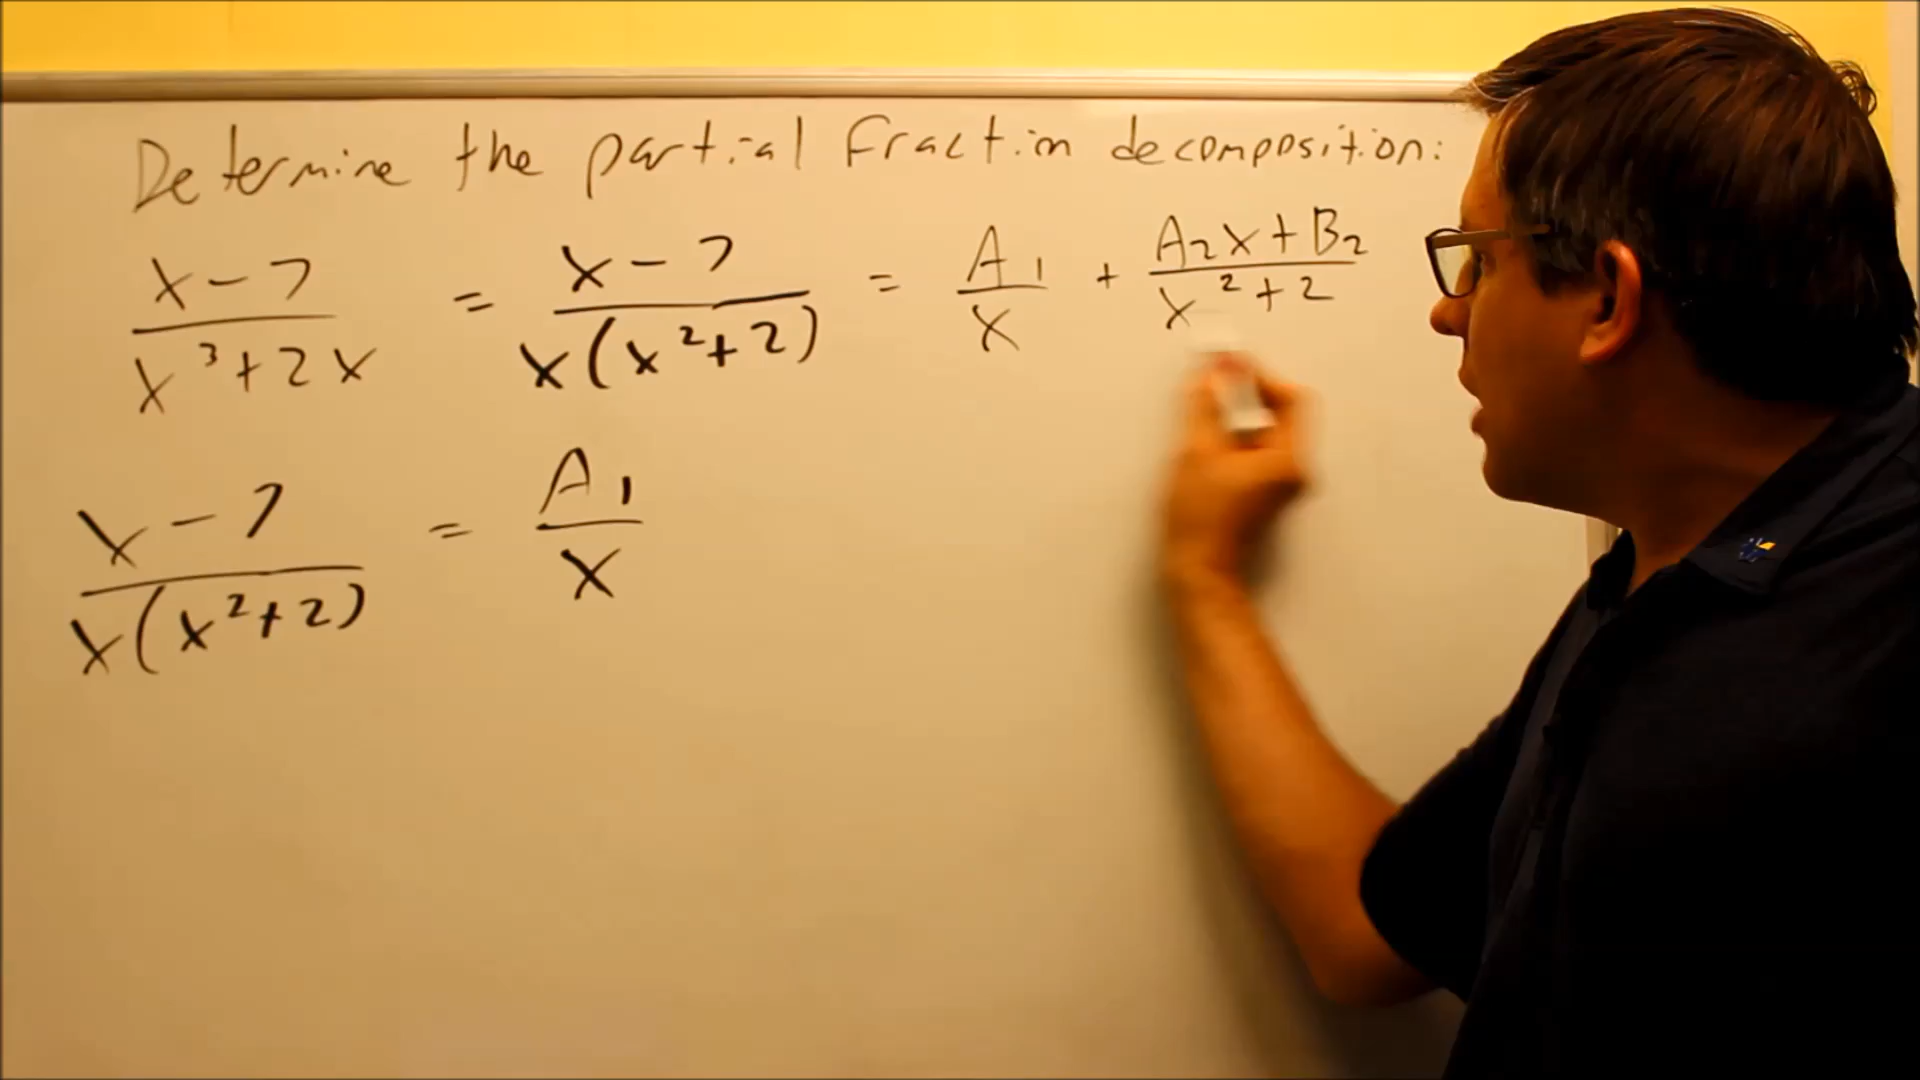 Determine the partial fraction decomposition:
x-7 / x³+2x = x-7 / x(x²+2) = A₁ / x + A₂x+B₂ / x²+2
x-7 / x(x²+2) = A₁ / x